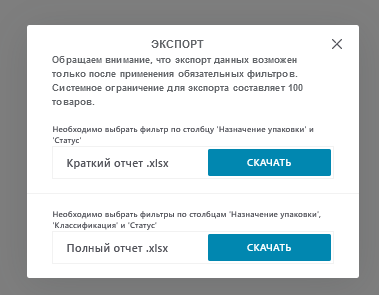 ЭКСПОРТ
Обращаем внимание, что экспорт данных возможен
только после применения обязательных фильтров.
Системное ограничение для экспорта составляет 100
товаров.
Необходимо выбрать фильтр по столбцу 'Назначение упаковки' и
'Статус'
Краткий отчет .xlsx
СКАЧАТЬ
Необходимо выбрать фильтры по столбцам 'Назначение упаковки',
'Классификация' и 'Статус'
Полный отчет .xlsx
СКАЧАТЬ